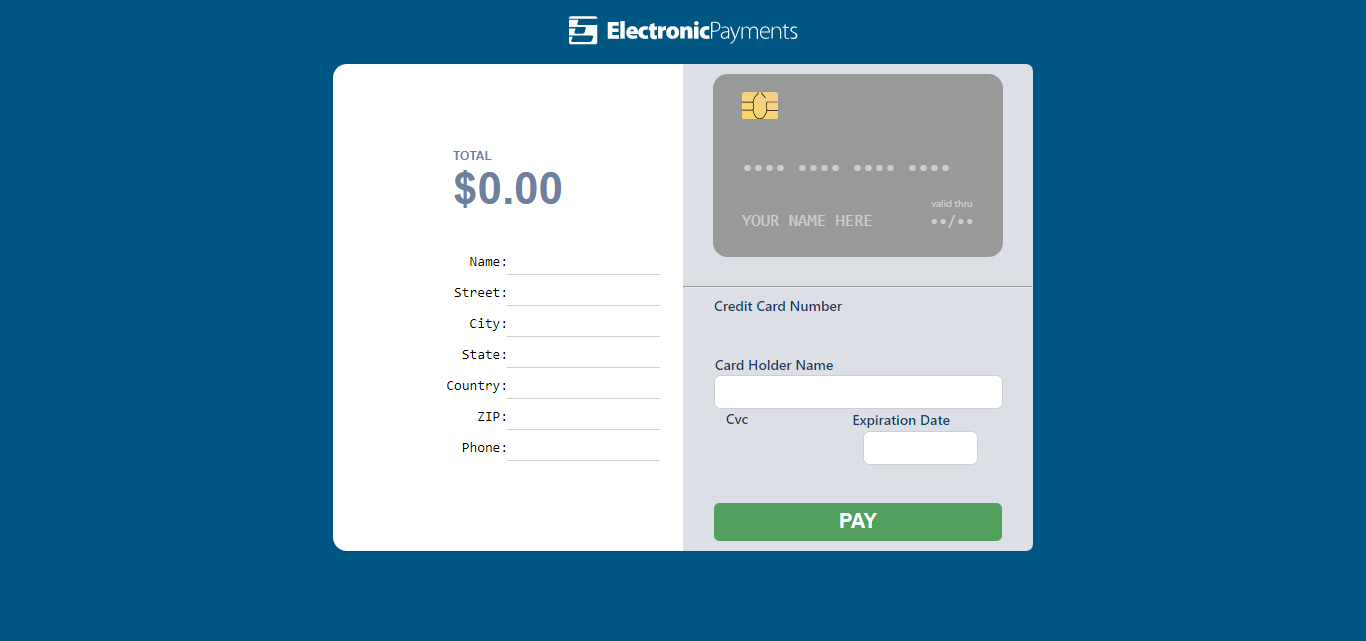 ElectronicPayments
TOTAL
$0.00
Name:
Street:
City:
State:
Country:
ZIP:
Phone:
•••• •••• •••• ••••
valid thru
YOUR NAME HERE ••/••
Credit Card Number
Card Holder Name
Cvc Expiration Date
PAY